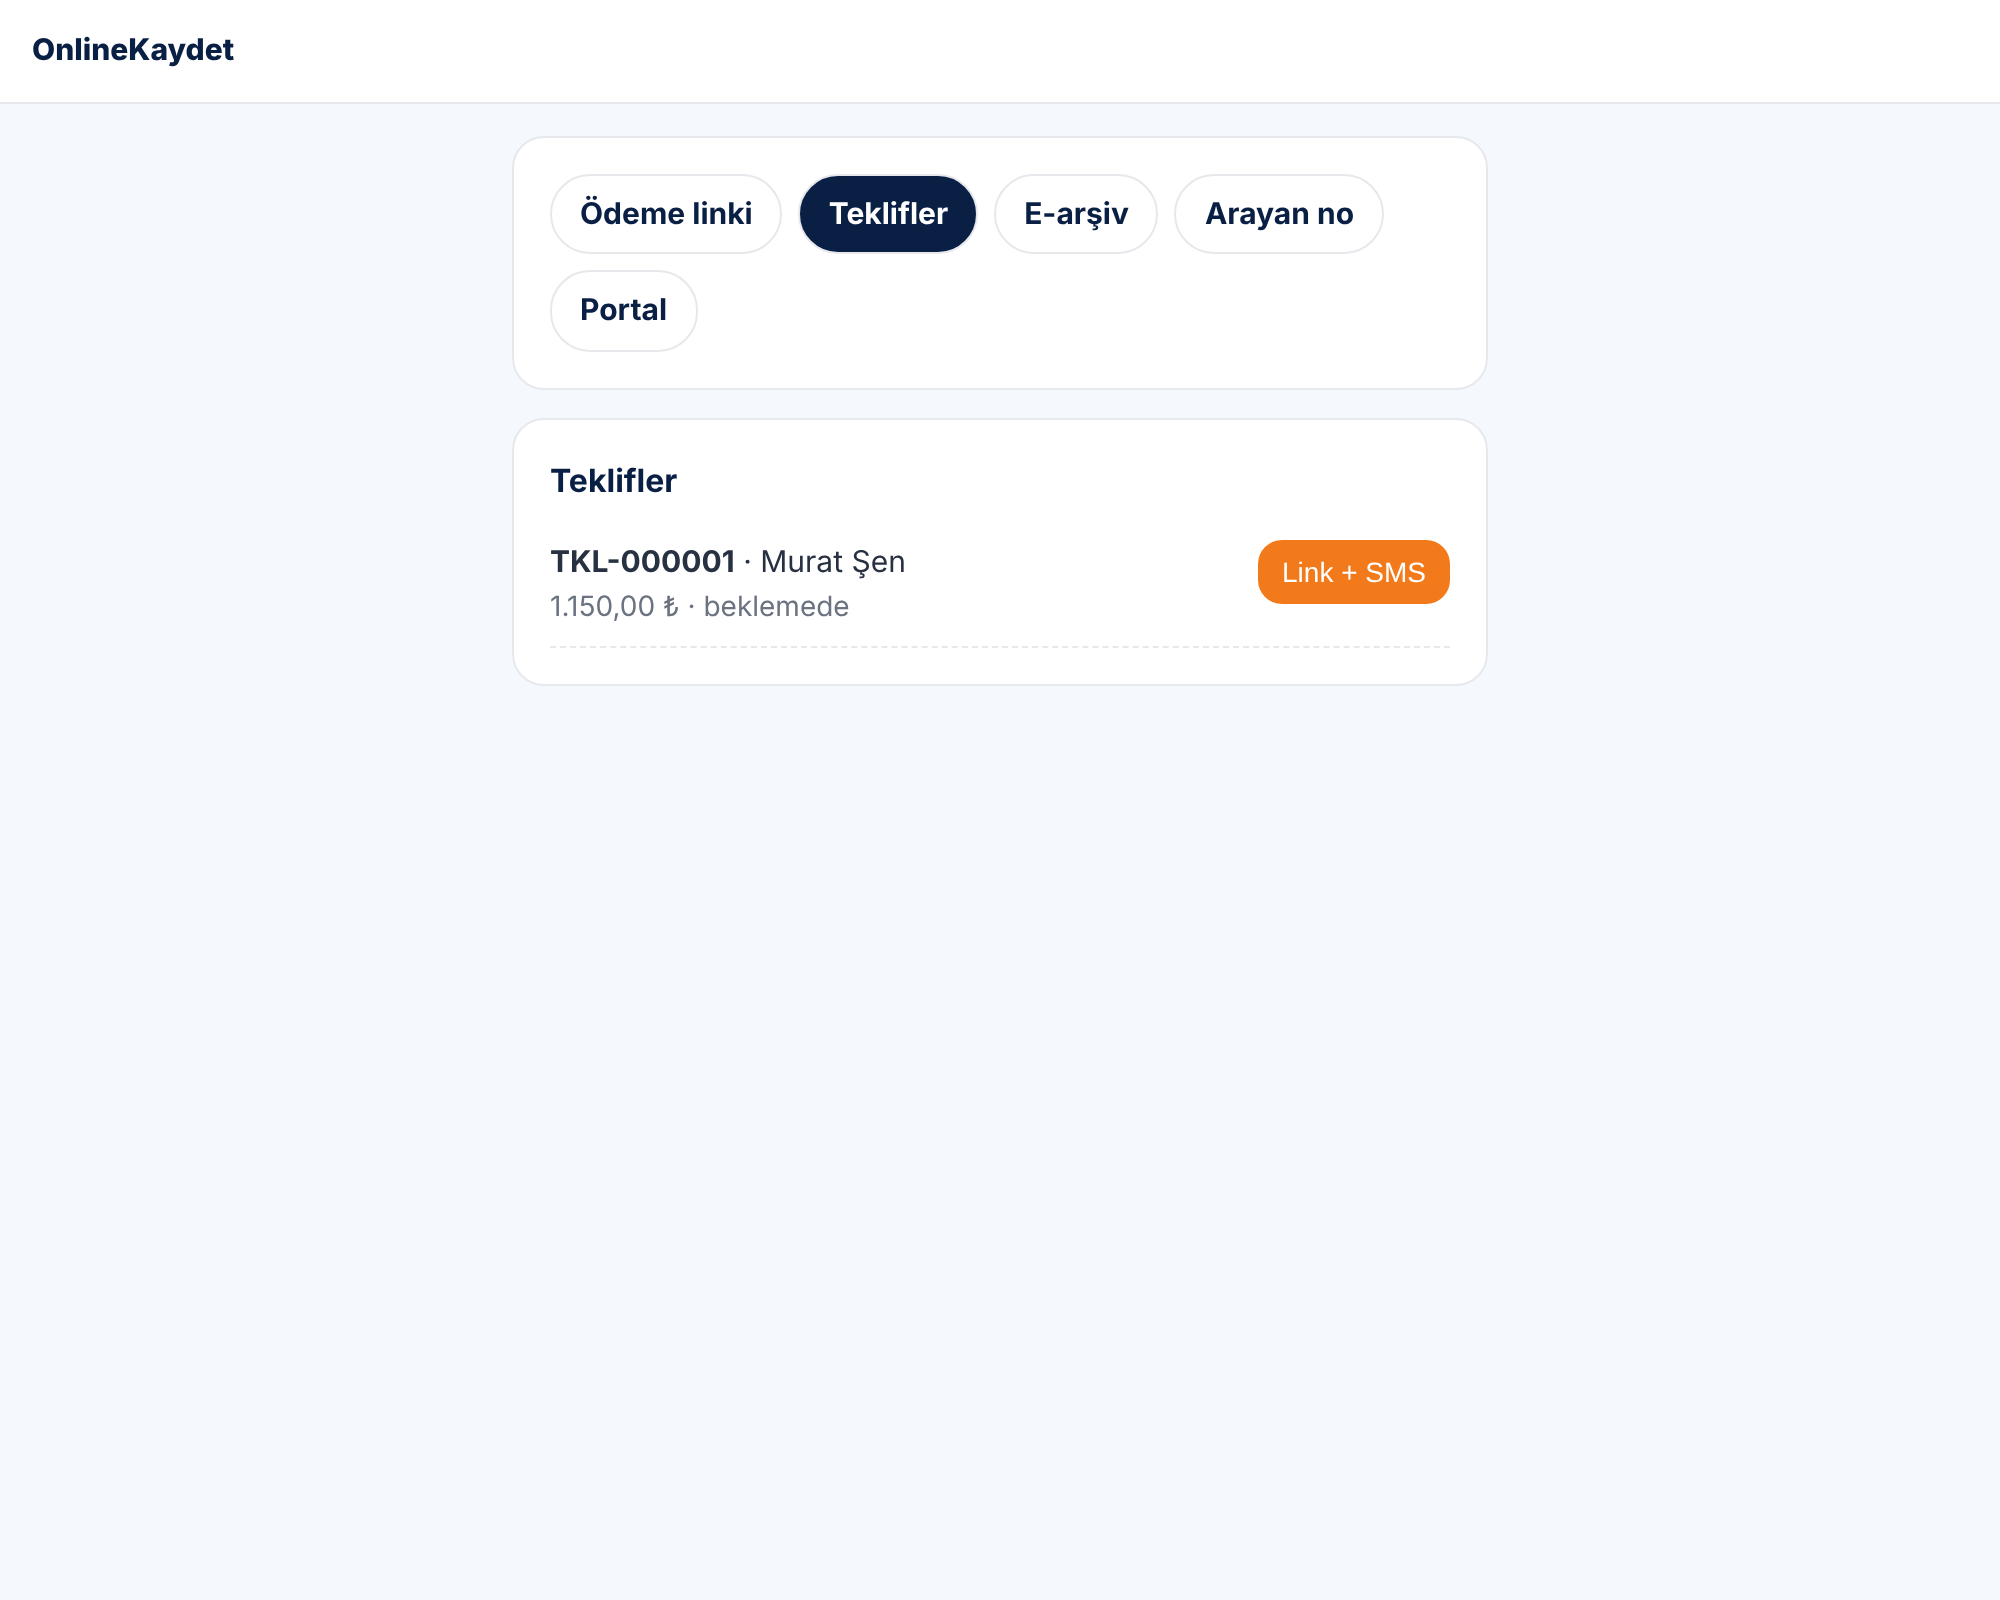 OnlineKaydet
Ödeme linki
Teklifler
E-arşiv
Arayan no
Portal
Teklifler
TKL-000001 · Murat Şen
Link + SMS
1.150,00 ₺ · beklemede